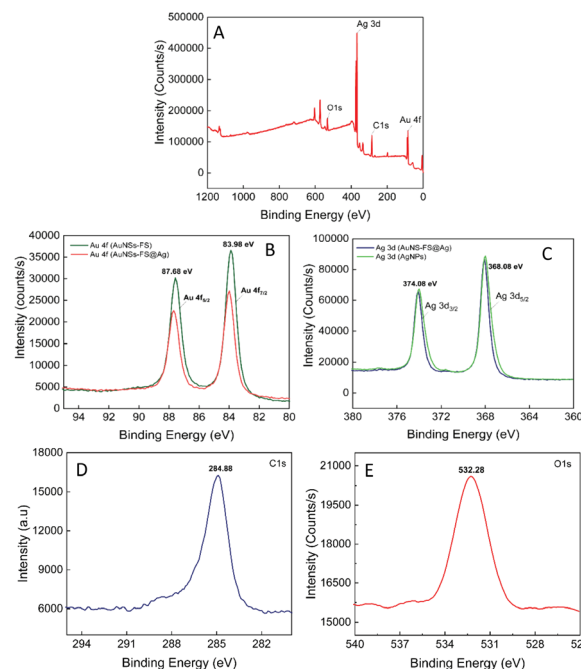 A
Ag 3d
O1s
C1s
Au 4f
Intensity (Counts/s)
500000
400000
300000
200000
100000
0
1200 1000 800 600 400 200 0
Binding Energy (eV)
B
Au 4f (AuNSs-FS)
Au 4f (AuNSs-FS@Ag)
87.68 eV
83.98 eV
Au 4f5/2
Au 4f7/2
Intensity (counts/s)
40000
35000
30000
25000
20000
15000
10000
5000
0
94 92 90 88 86 84 82 80
Binding Energy (eV)
C
Ag 3d (AuNS-FS@Ag)
Ag 3d (AgNPs)
374.08 eV
368.08 eV
Ag 3d3/2
Ag 3d5/2
Intensity (Counts/s)
100000
80000
60000
40000
20000
0
380 376 372 368 364 360
Binding Energy (eV)
D
C1s
284.88
Intensity (a.u)
18000
15000
12000
9000
6000
294 291 288 285 282
Binding Energy (eV)
E
O1s
532.28
Intensity (Counts/s)
21000
19500
18000
16500
15000
540 537 534 531 528 52
Binding Energy (eV)